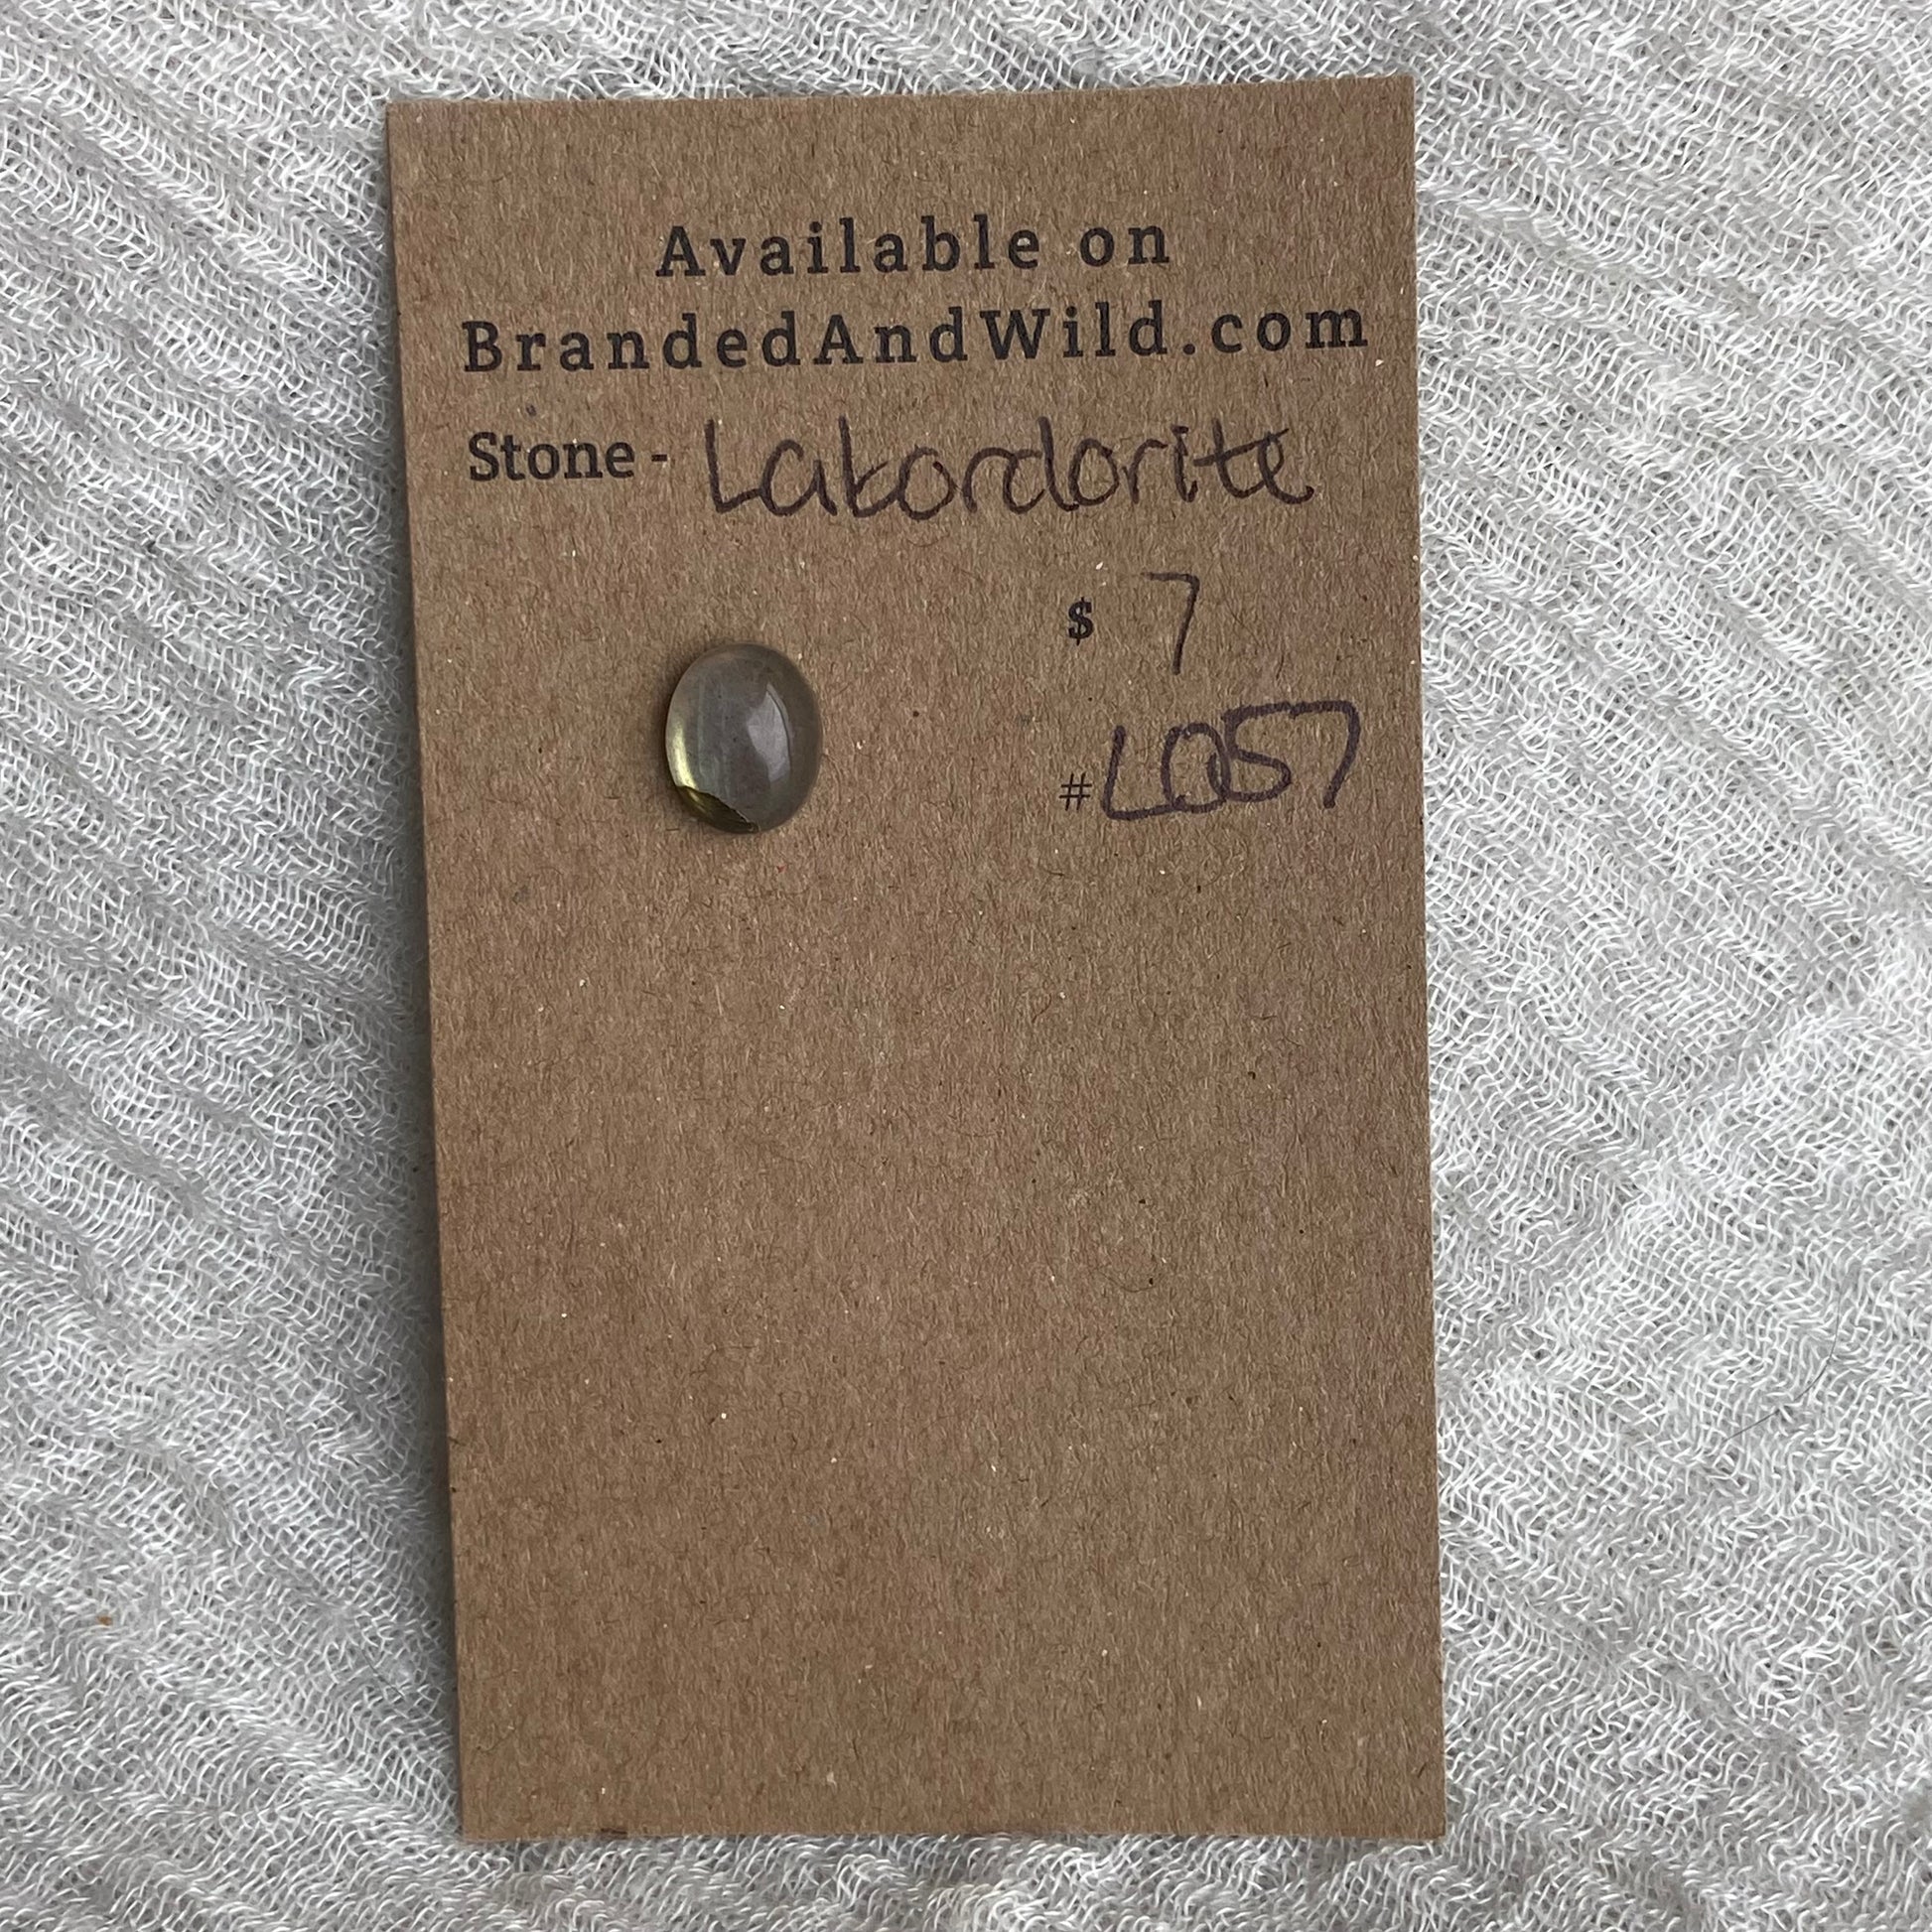 Available on
BrandedAndWild.com
Stone - Labordorite
$ 7
# L057